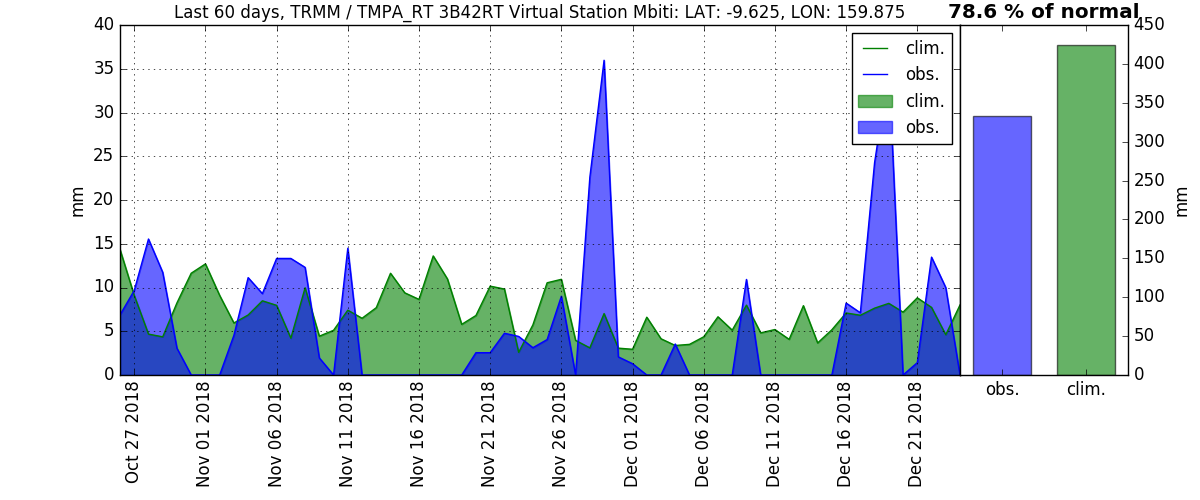 Last 60 days, TRMM / TMPA_RT 3B42RT Virtual Station Mbiti: LAT: -9.625, LON: 159.875
78.6 % of normal
mm
40
35
30
25
20
15
10
5
0
clim.
obs.
clim.
obs.
450
400
350
300
250
200
150
100
50
0
mm
obs.
clim.
Oct 27 2018
Nov 01 2018
Nov 06 2018
Nov 11 2018
Nov 16 2018
Nov 21 2018
Nov 26 2018
Dec 01 2018
Dec 06 2018
Dec 11 2018
Dec 16 2018
Dec 21 2018